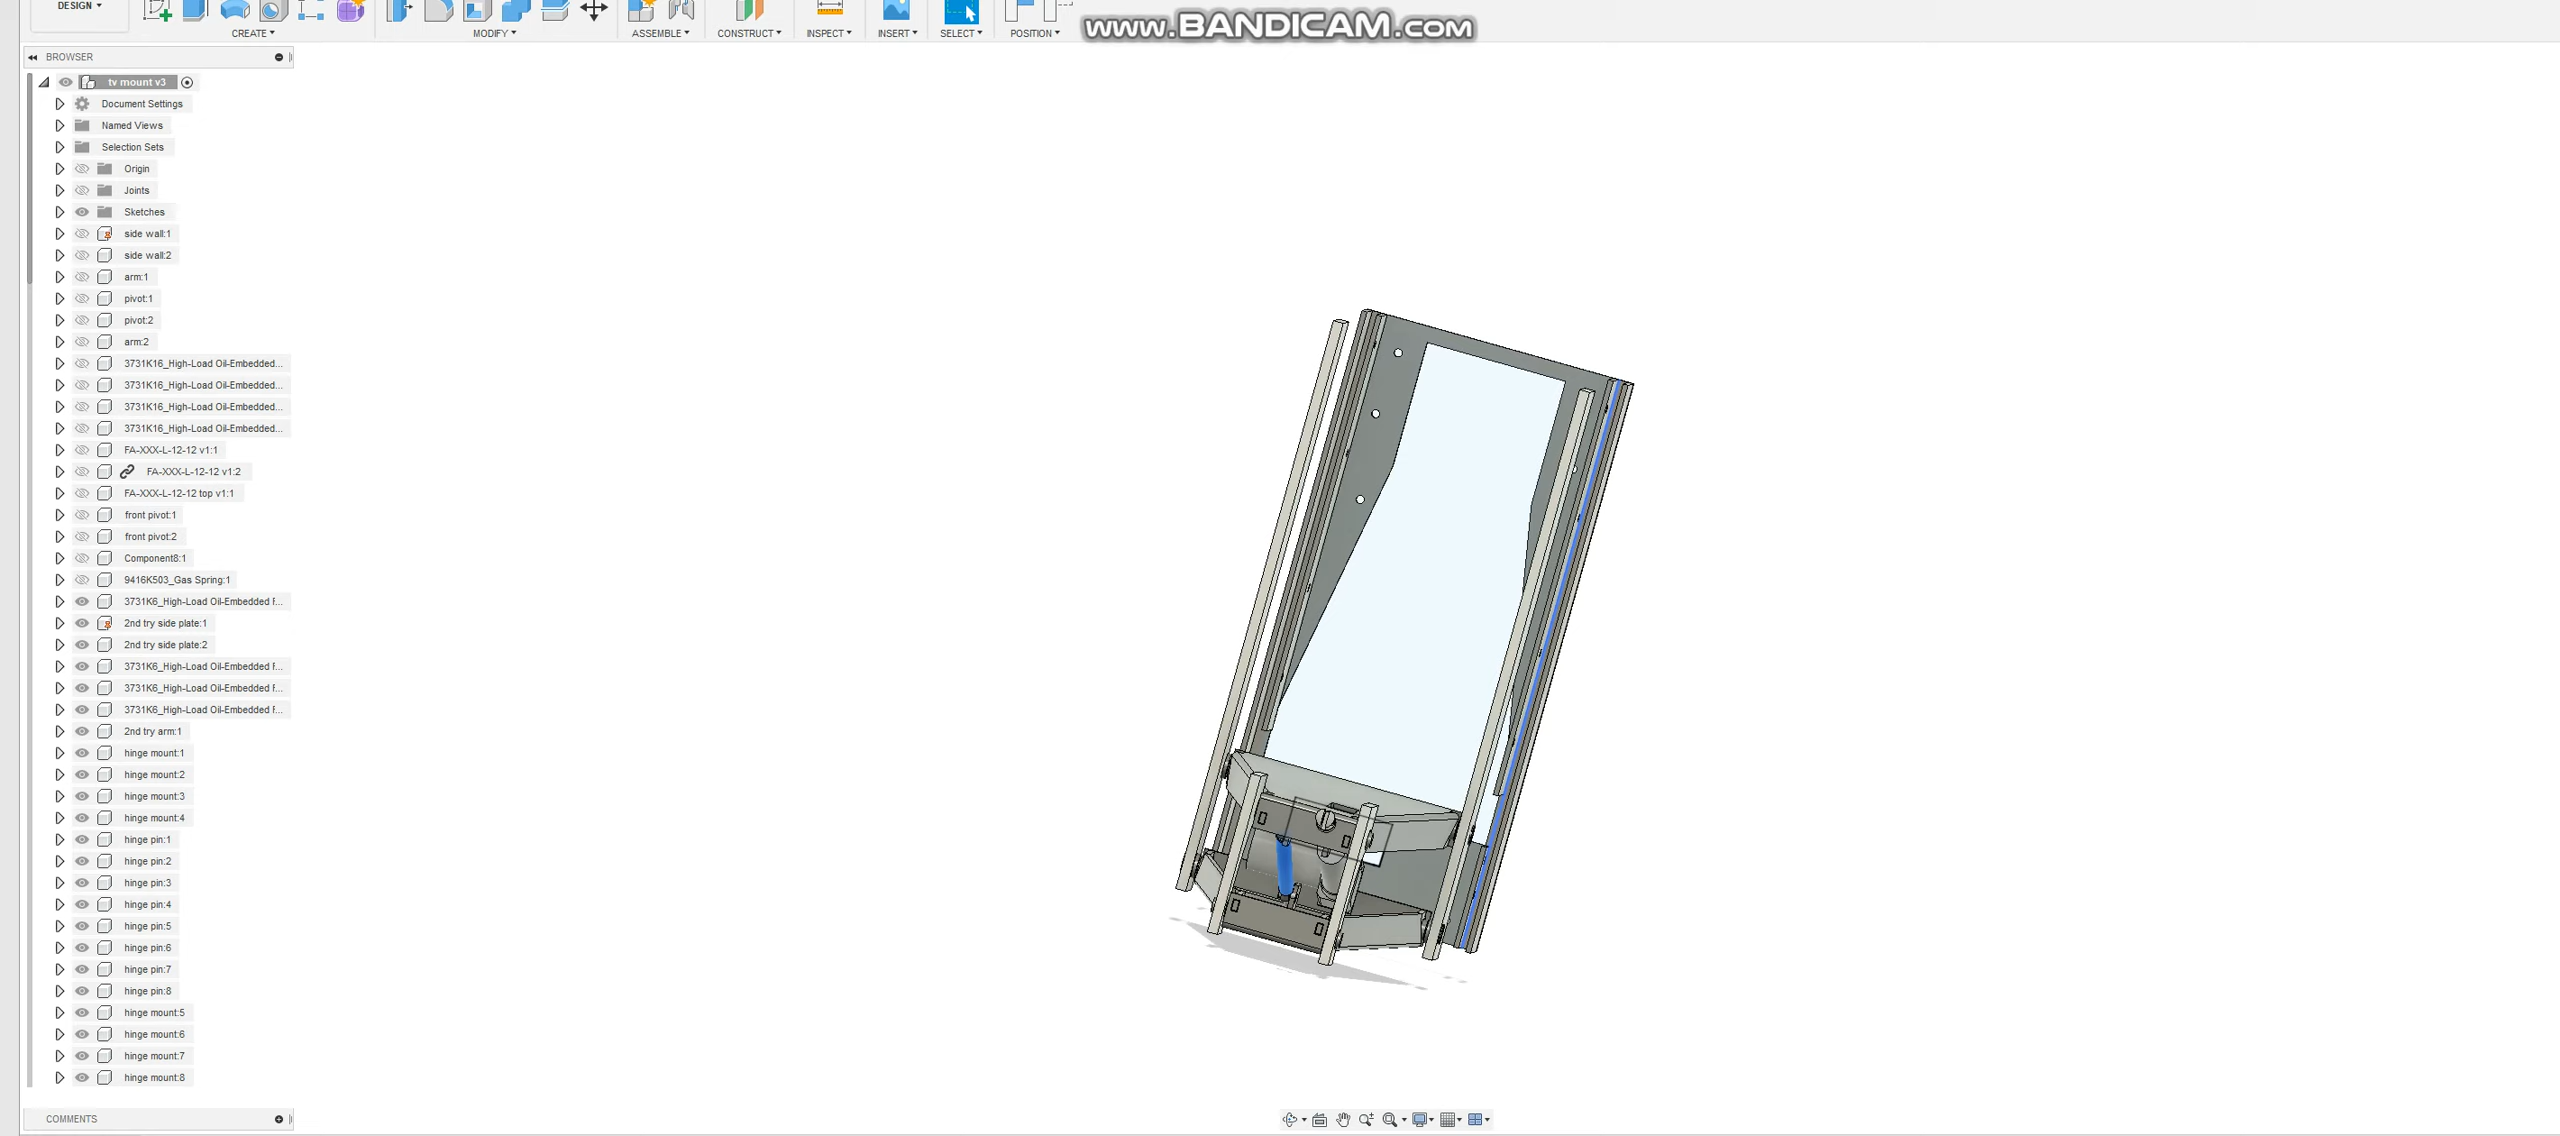 DESIGN
CREATE
MODIFY
ASSEMBLE
CONSTRUCT
INSPECT
INSERT
SELECT
POSITION
www.BANDICAM.com
BROWSER
tv mount v3
Document Settings
Named Views
Selection Sets
Origin
Joints
Sketches
side wall:1
side wall:2
arm:1
pivot:1
pivot:2
arm:2
3731K16_High-Load Oil-Embedded...
3731K16_High-Load Oil-Embedded...
3731K16_High-Load Oil-Embedded...
3731K16_High-Load Oil-Embedded...
FA-XXX-L-12-12 v1:1
FA-XXX-L-12-12 v1:2
FA-XXX-L-12-12 top v1:1
front pivot:1
front pivot:2
Component8:1
9416K503_Gas Spring:1
3731K6_High-Load Oil-Embedded F...
2nd try side plate:1
2nd try side plate:2
3731K6_High-Load Oil-Embedded F...
3731K6_High-Load Oil-Embedded F...
3731K6_High-Load Oil-Embedded F...
2nd try arm:1
hinge mount:1
hinge mount:2
hinge mount:3
hinge mount:4
hinge pin:1
hinge pin:2
hinge pin:3
hinge pin:4
hinge pin:5
hinge pin:6
hinge pin:7
hinge pin:8
hinge mount:5
hinge mount:6
hinge mount:7
hinge mount:8
COMMENTS